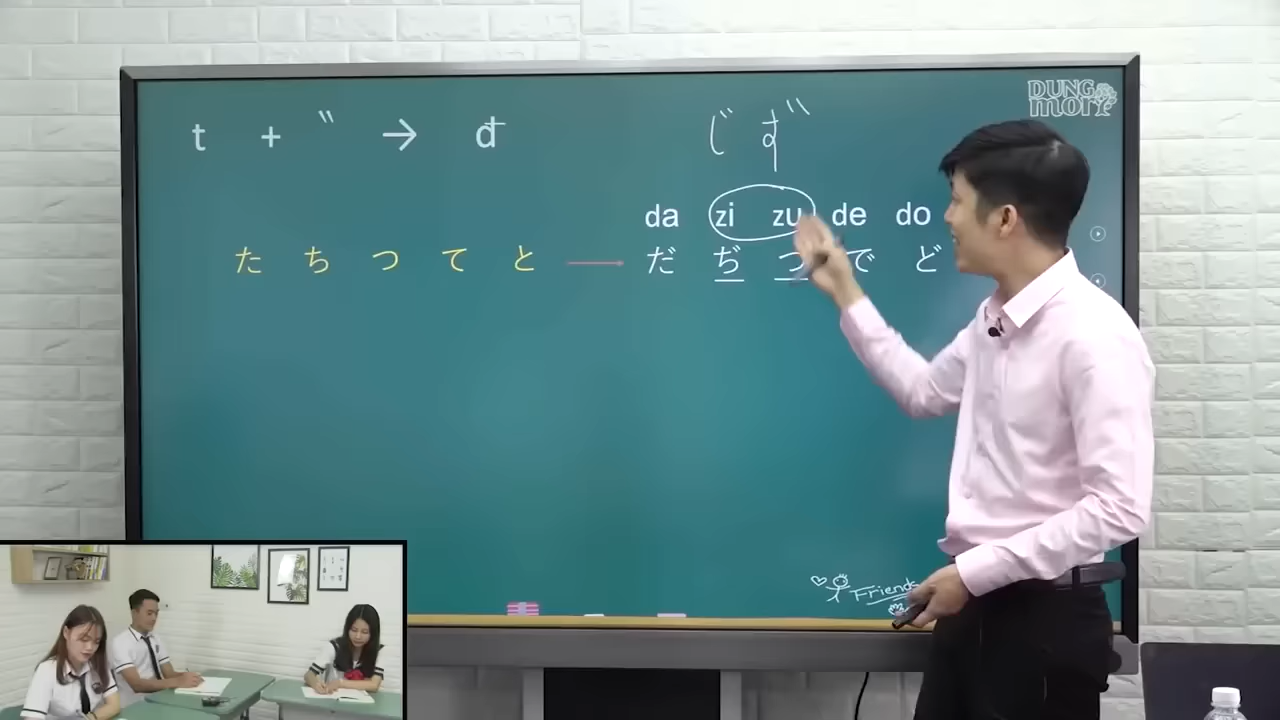 t + " → đ
じ ず
DUNG mori
da zi zu de do
た ち つ て と → だ ぢ づ で ど
Friends